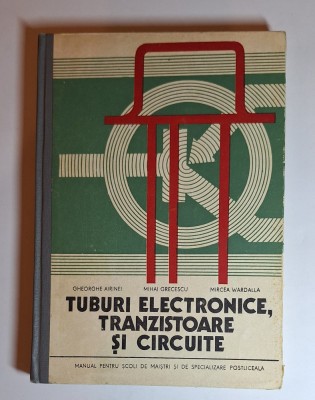 GHEORGHE AIRINEI MIHAI GRECESCU MIRCEA WARDALLA
TUBURI ELECTRONICE,
TRANZISTOARE
ȘI CIRCUITE
MANUAL PENTRU ȘCOLI DE MAIȘTRI ȘI DE SPECIALIZARE POSTLICEALĂ